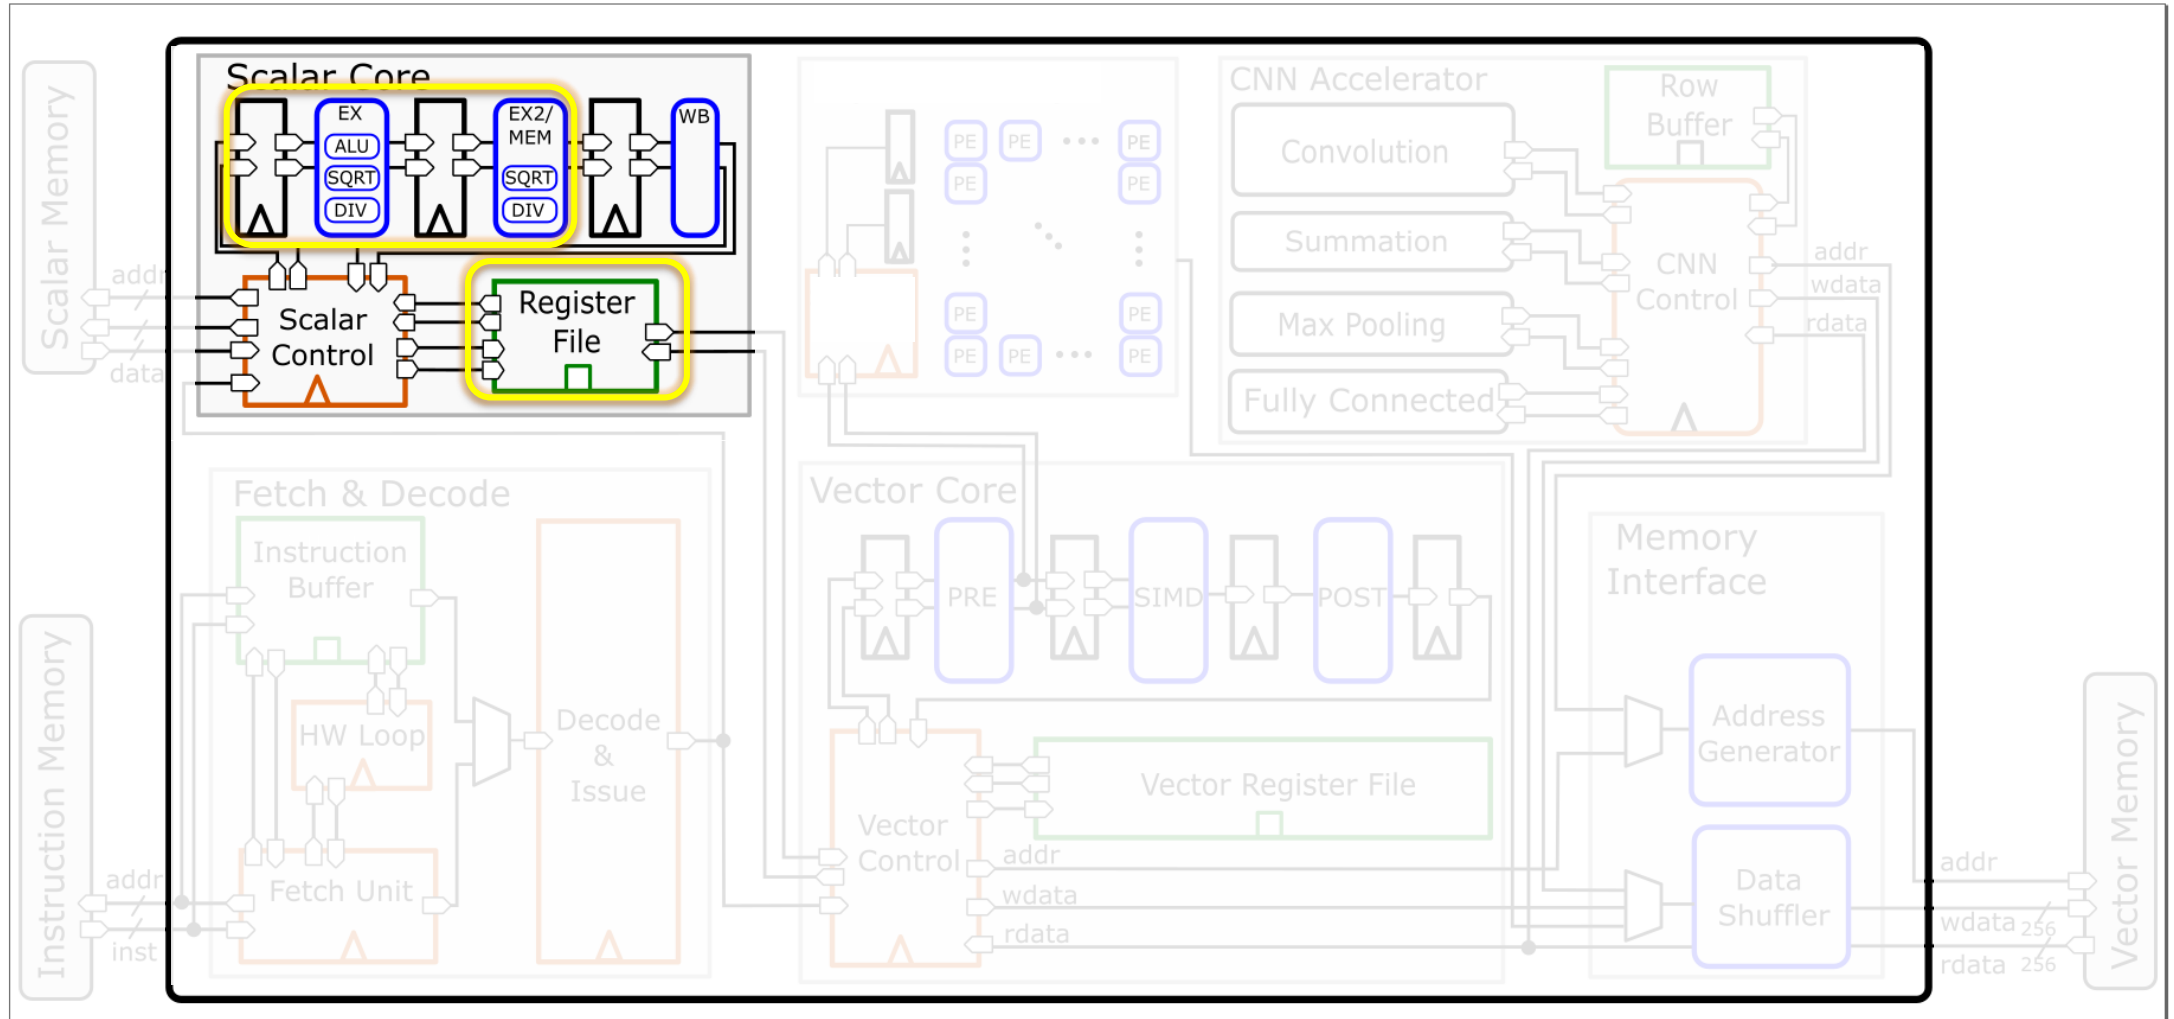 Scalar Core
EX
ALU
SQRT
DIV
EX2/
MEM
SQRT
DIV
WB
Scalar
Control
Register
File
Scalar Memory
addr
data
PE
PE
PE
PE
PE
PE
PE
PE
PE
PE
CNN Accelerator
Convolution
Summation
Max Pooling
Fully Connected
Row
Buffer
CNN
Control
addr
wdata
rdata
Fetch & Decode
Instruction
Buffer
HW Loop
Fetch Unit
Decode
&
Issue
Instruction Memory
addr
inst
Vector Core
PRE
SIMD
POST
Vector
Control
Vector Register File
addr
wdata
rdata
Memory
Interface
Address
Generator
Data
Shuffler
addr
wdata 256
rdata 256
Vector Memory